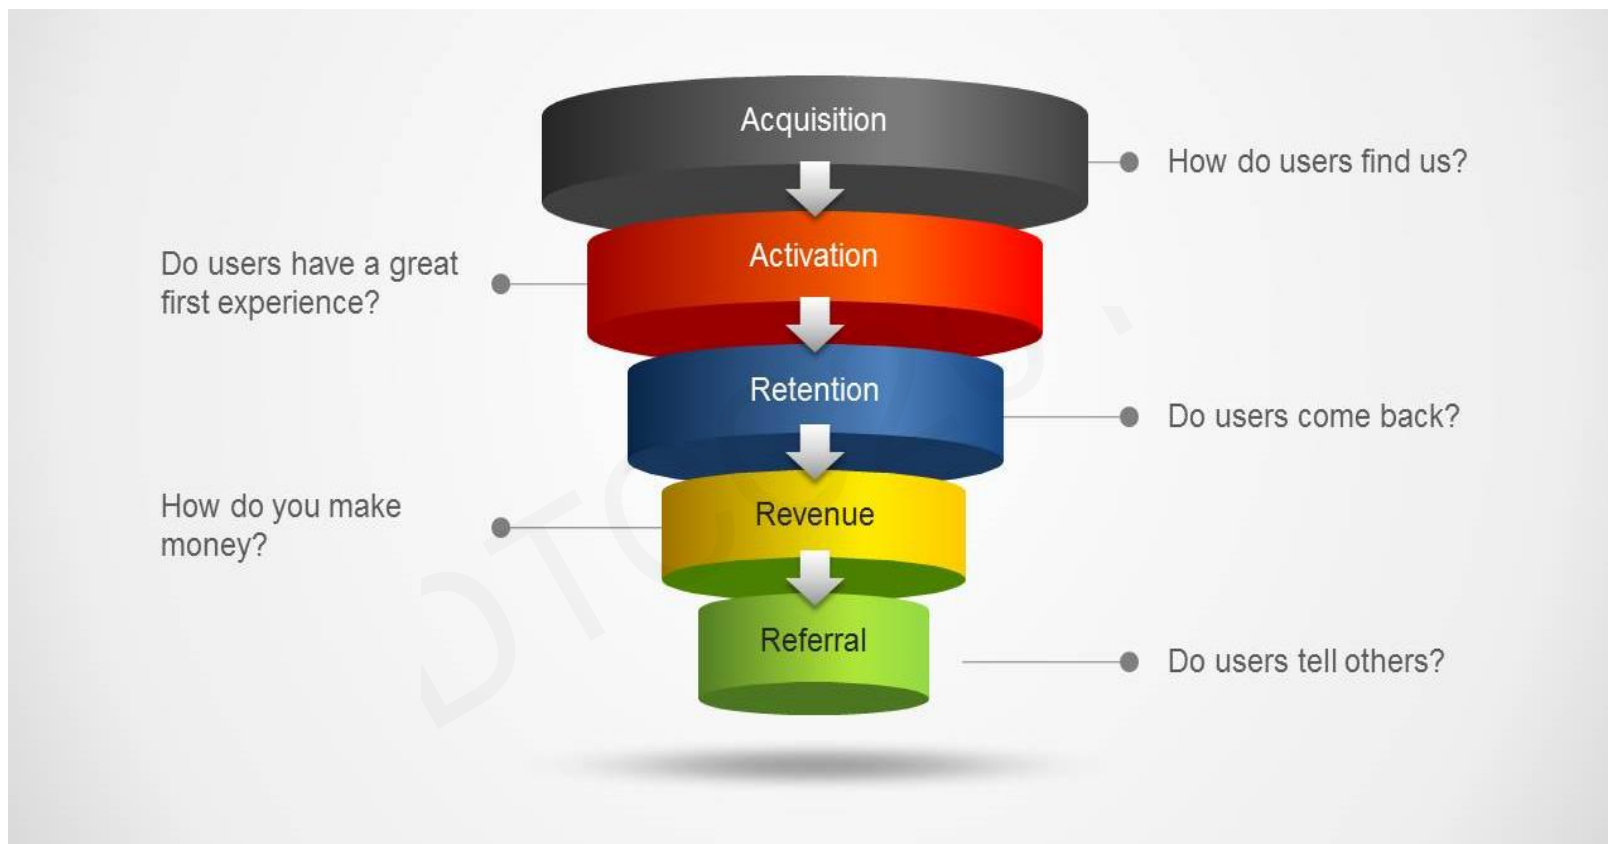 Acquisition
How do users find us?
Activation
Do users have a great
first experience?
Retention
Do users come back?
Revenue
How do you make
money?
Referral
Do users tell others?